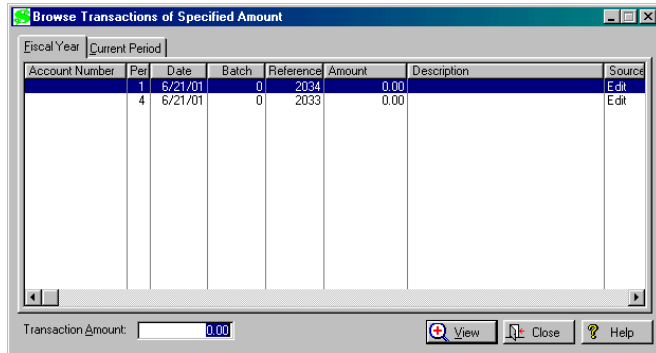 Browse Transactions of Specified Amount
Fiscal Year Current Period
Account Number Per Date Batch Reference Amount Description Source
1 6/21/01 0 2034 0.00 Edit
4 6/21/01 0 2033 0.00 Edit
Transaction Amount: 0.00 View Close Help